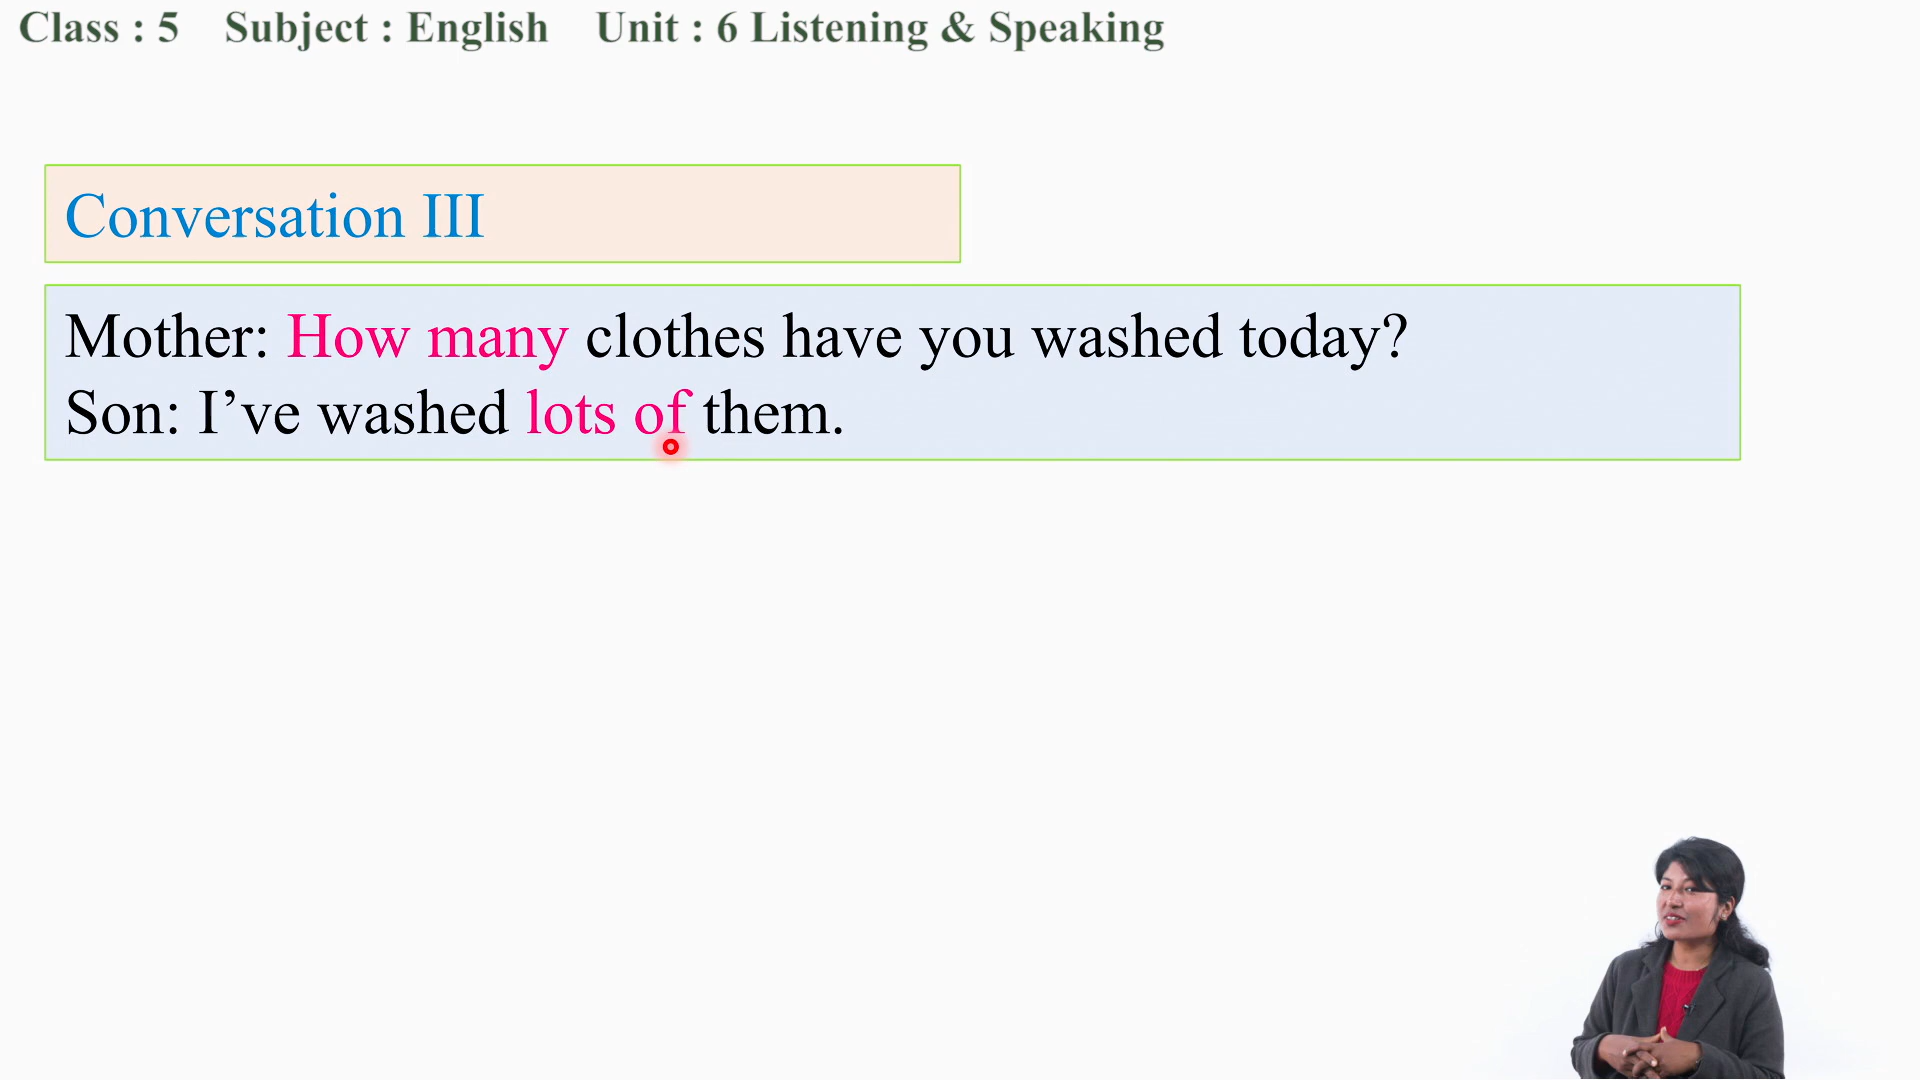 Class : 5 Subject : English Unit : 6 Listening & Speaking
Conversation III
Mother: How many clothes have you washed today?
Son: I’ve washed lots of them.